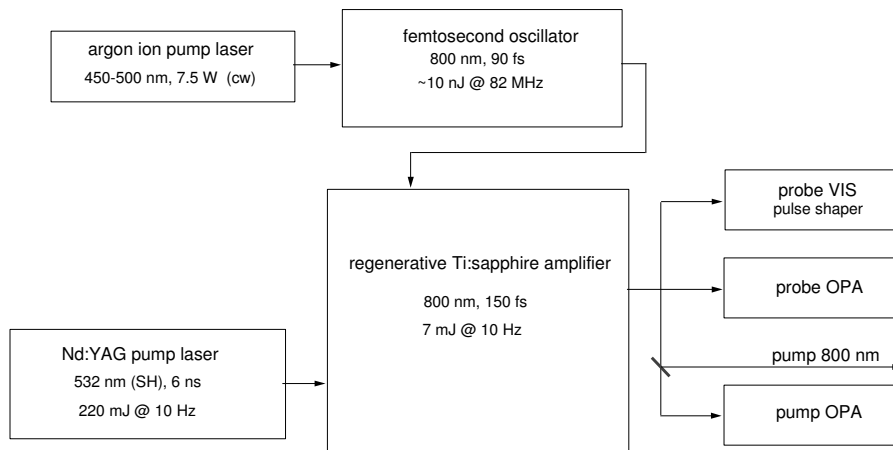 argon ion pump laser
450-500 nm, 7.5 W (cw)
femtosecond oscillator
800 nm, 90 fs
~10 nJ @ 82 MHz
regenerative Ti:sapphire amplifier
800 nm, 150 fs
7 mJ @ 10 Hz
Nd:YAG pump laser
532 nm (SH), 6 ns
220 mJ @ 10 Hz
probe VIS
pulse shaper
probe OPA
pump 800 nm
pump OPA